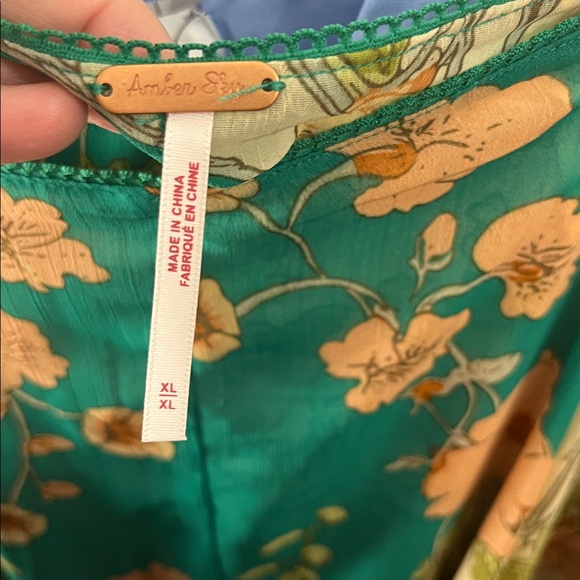 Amber Sky
MADE IN CHINA
FABRIQUÉ EN CHINE
XL
XL